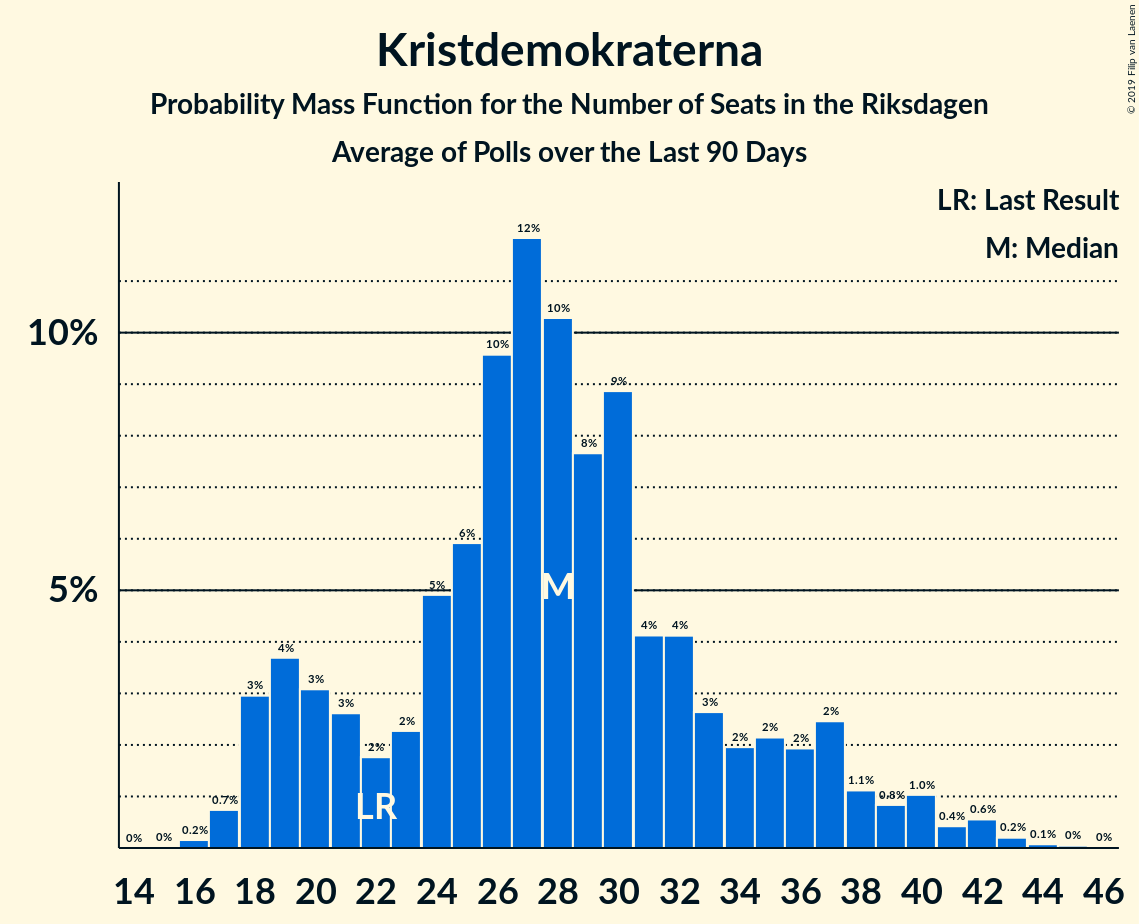 Kristdemokraterna
Probability Mass Function for the Number of Seats in the Riksdagen
Average of Polls over the Last 90 Days
© 2019 Filip van Laenen
LR: Last Result
M: Median
10%
5%
0% 0% 0.2% 0.7% 3% 4% 3% 3% 2% 2% 5% 6% 10% 12% 10% 8% 9% 4% 4% 3% 2% 2% 2% 2% 1.1% 0.8% 1.0% 0.4% 0.6% 0.2% 0.1% 0% 0%
M
LR
14 16 18 20 22 24 26 28 30 32 34 36 38 40 42 44 46